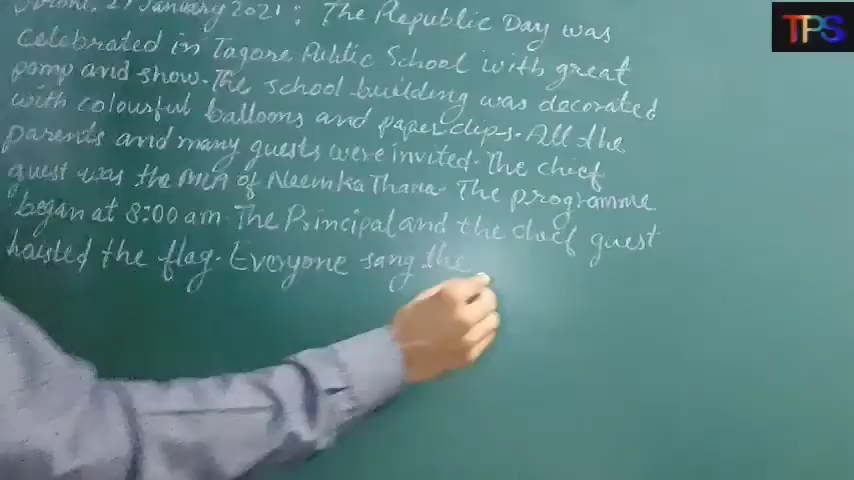 27 January 2021: The Republic Day was
celebrated in Tagore Public School with great
pomp and show. The school building was decorated
with colourful balloons and paper clips. All the
parents and many guests were invited. The chief
guest was the MLA of Neem ka Thana. The programme
began at 8:00 am. The Principal and the chief guest
hoisted the flag. Everyone sang the
TPS